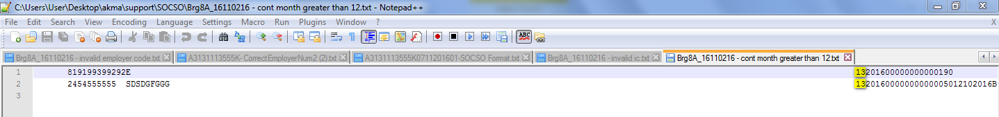 C:\Users\User\Desktop\akma\support\SOCSO\Brg8A_16110216 - cont month greater than 12.txt - Notepad++
File Edit Search View Encoding Language Settings Macro Run Plugins Window ? X
Brg8A_16110216 - invalid employer code.txt A3131113555K- CorrectEmployerNum2 (2).txt A3131113555K0711201601-SOCSO Format.txt Brg8A_16110216 - invalid ic.txt Brg8A_16110216 - cont month greater than 12.txt
1 819199399292E 13201600000000000190
2 2454555555 SDSDGFGGG 132016000000000005012102016B
3